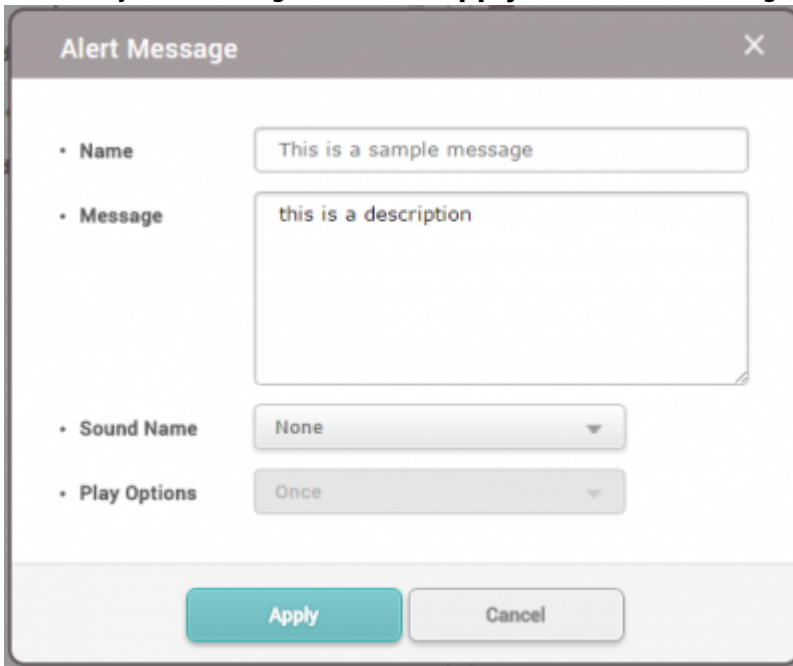 Alert Message
• Name This is a sample message
• Message this is a description
• Sound Name None
• Play Options Once
Apply Cancel